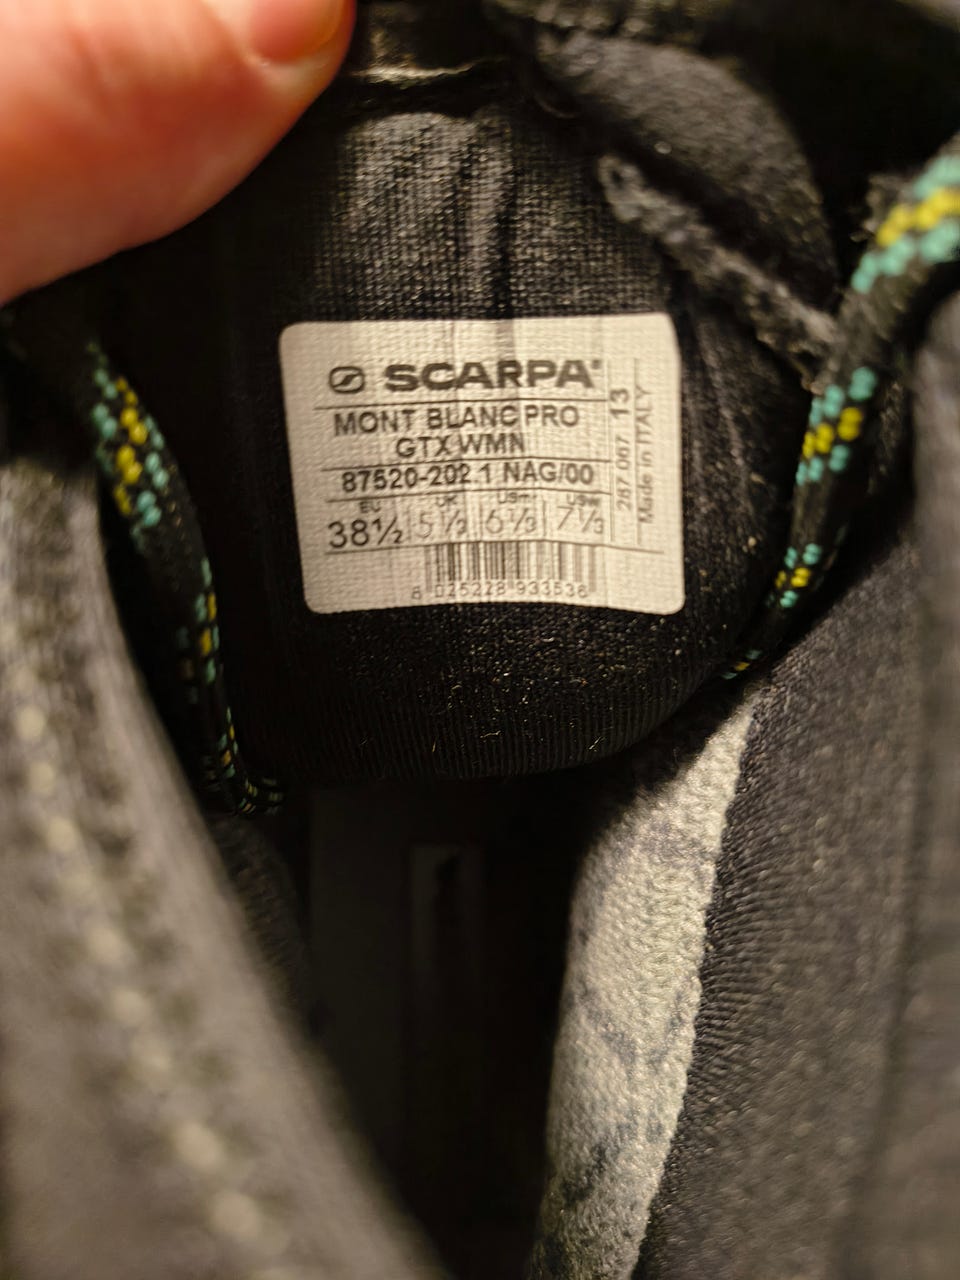 SCARPA
MONT BLANC PRO
GTX WMN
87520-202.1 NAG/00
EU UK USm USw
38½ 5⅓ 6⅓ 7⅓
8 025228 933536
287.067 13
Made in ITALY